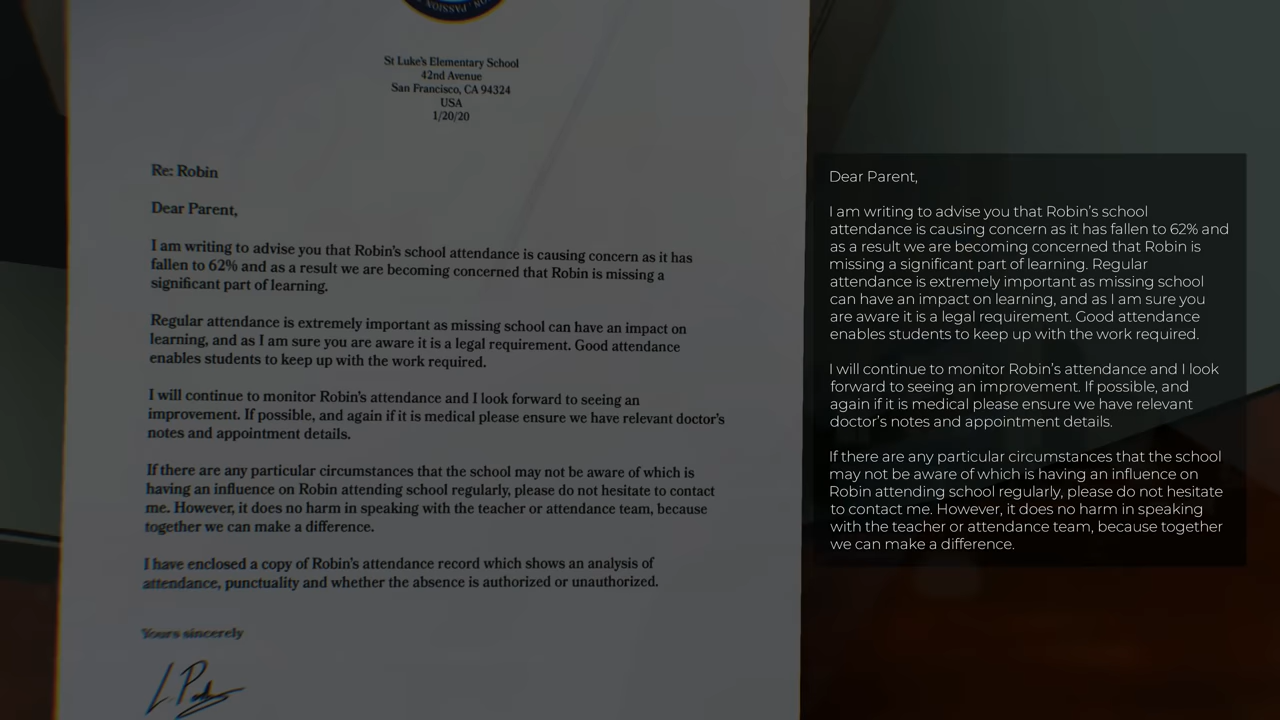 St Luke's Elementary School
42nd Avenue
San Francisco, CA 94324
USA
1/20/20
Re: Robin
Dear Parent,
I am writing to advise you that Robin's school attendance is causing concern as it has
fallen to 62% and as a result we are becoming concerned that Robin is missing a
significant part of learning.
Regular attendance is extremely important as missing school can have an impact on
learning, and as I am sure you are aware it is a legal requirement. Good attendance
enables students to keep up with the work required.
I will continue to monitor Robin's attendance and I look forward to seeing an
improvement. If possible, and again if it is medical please ensure we have relevant doctor's
notes and appointment details.
If there are any particular circumstances that the school may not be aware of which is
having an influence on Robin attending school regularly, please do not hesitate to contact
me. However, it does no harm in speaking with the teacher or attendance team, because
together we can make a difference.
I have enclosed a copy of Robin's attendance record which shows an analysis of
attendance, punctuality and whether the absence is authorized or unauthorized.
Yours sincerely
Dear Parent,
I am writing to advise you that Robin's school
attendance is causing concern as it has fallen to 62% and
as a result we are becoming concerned that Robin is
missing a significant part of learning. Regular
attendance is extremely important as missing school
can have an impact on learning, and as I am sure you
are aware it is a legal requirement. Good attendance
enables students to keep up with the work required.
I will continue to monitor Robin's attendance and I look
forward to seeing an improvement. If possible, and
again if it is medical please ensure we have relevant
doctor's notes and appointment details.
If there are any particular circumstances that the school
may not be aware of which is having an influence on
Robin attending school regularly, please do not hesitate
to contact me. However, it does no harm in speaking
with the teacher or attendance team, because together
we can make a difference.